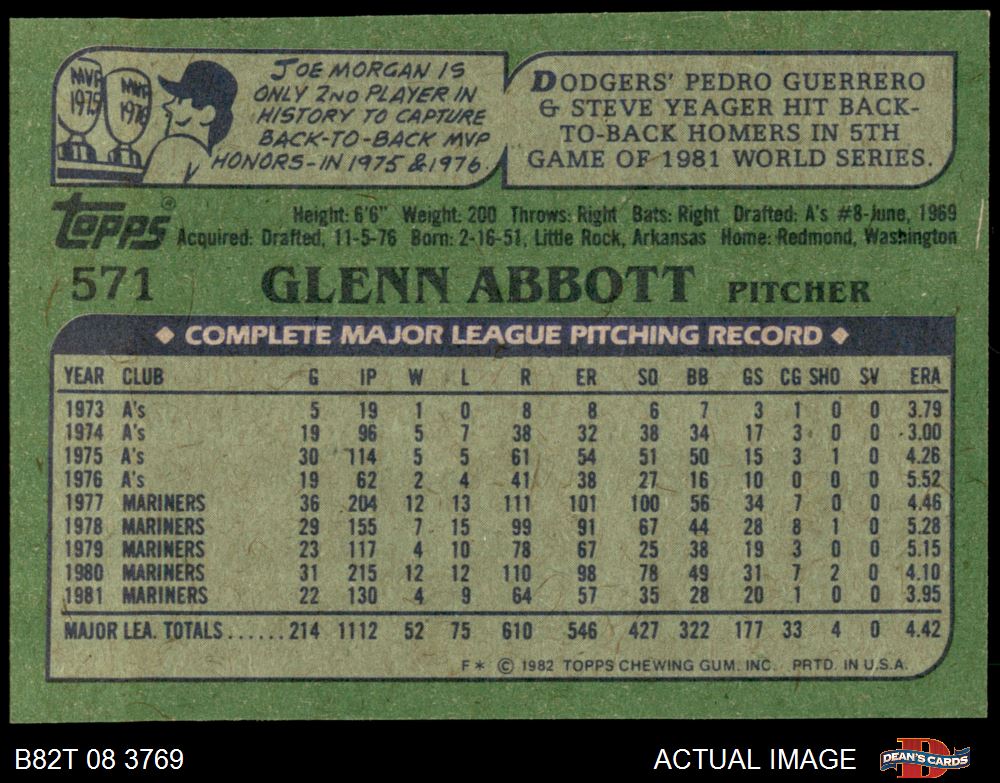 MVP MVP
1975 1976
JOE MORGAN IS
ONLY 2ND PLAYER IN
HISTORY TO CAPTURE
BACK-TO-BACK MVP
HONORS-IN 1975 & 1976.
DODGERS' PEDRO GUERRERO
& STEVE YEAGER HIT BACK-
TO-BACK HOMERS IN 5TH
GAME OF 1981 WORLD SERIES.
TOPPS®
Height: 6'6" Weight: 200 Throws: Right Bats: Right Drafted: A's #8-June, 1969
Acquired: Drafted, 11-5-76 Born: 2-16-51, Little Rock, Arkansas Home: Redmond, Washington
571 GLENN ABBOTT PITCHER
◆ COMPLETE MAJOR LEAGUE PITCHING RECORD ◆
YEAR CLUB G IP W L R ER SO BB GS CG SHO SV ERA
1973 A's 5 19 1 0 8 8 6 7 3 1 0 0 3.79
1974 A's 19 96 5 7 38 32 38 34 17 3 0 0 3.00
1975 A's 30 114 5 5 61 54 51 50 15 3 1 0 4.26
1976 A's 19 62 2 4 41 38 27 16 10 0 0 0 5.52
1977 MARINERS 36 204 12 13 111 101 100 56 34 7 0 0 4.46
1978 MARINERS 29 155 7 15 99 91 67 44 28 8 1 0 5.28
1979 MARINERS 23 117 4 10 78 67 25 38 19 3 0 0 5.15
1980 MARINERS 31 215 12 12 110 98 78 49 31 7 2 0 4.10
1981 MARINERS 22 130 4 9 64 57 35 28 20 1 0 0 3.95
MAJOR LEA. TOTALS......214 1112 52 75 610 546 427 322 177 33 4 0 4.42
F* © 1982 TOPPS CHEWING GUM. INC. PRTD. IN U.S.A.
B82T 08 3769 ACTUAL IMAGE DEAN'S CARDS